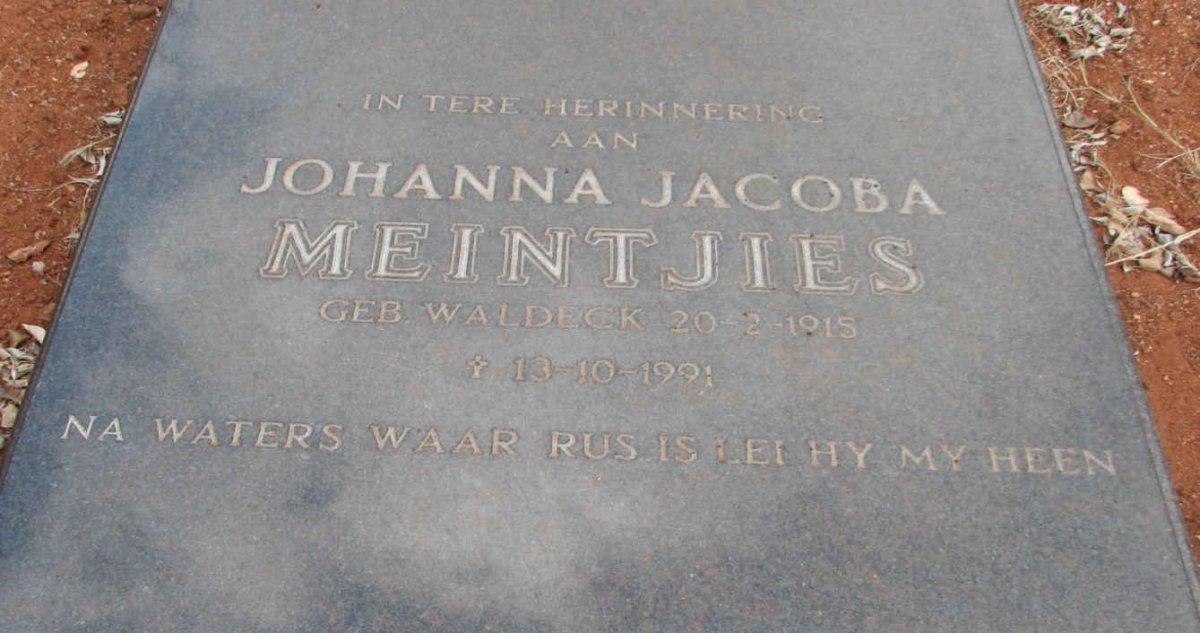 IN TERE HERINNERING
AAN
JOHANNA JACOBA
MEINTJIES
GEB. WALDECK 20-2-1915
✝ 13-10-1991
NA WATERS WAAR RUS IS LEI HY MY HEEN